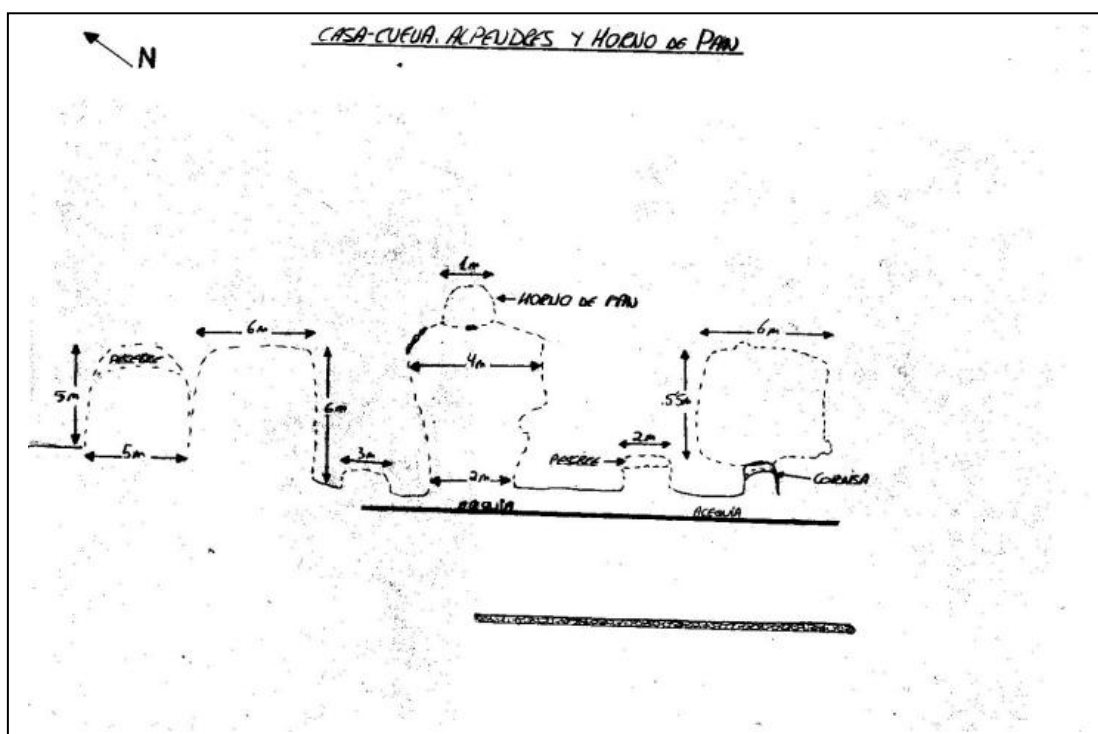 CASA-CUEVA. ALPENDRES Y HORNO DE PAN
N
1m
HORNO DE PAN
6m
6m
PESEBRE
4m
5m
5'5m
6m
2m
3m
PESEBRE
5m
2m
CORNISA
ACEQUIA
ACEQUIA